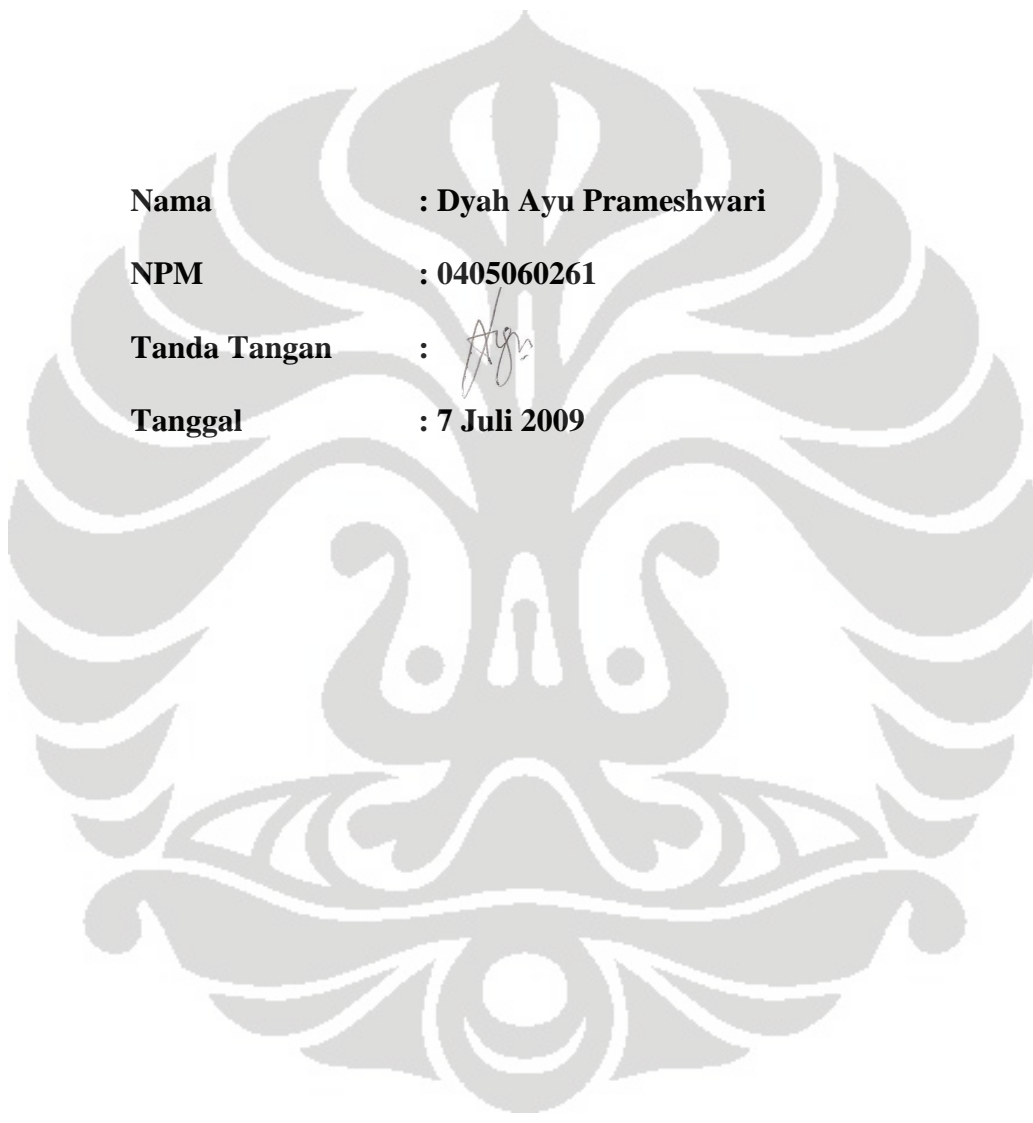 Nama : Dyah Ayu Prameshwari
NPM : 0405060261
Tanda Tangan :
Tanggal : 7 Juli 2009